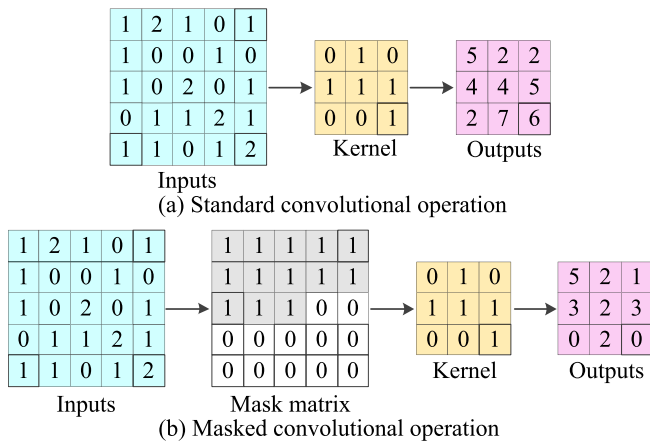 1 2 1 0 1
1 0 0 1 0 0 1 0 5 2 2
1 0 2 0 1 1 1 1 4 4 5
0 1 1 2 1 0 0 1 2 7 6
1 1 0 1 2 Kernel Outputs
Inputs
(a) Standard convolutional operation
1 2 1 0 1 1 1 1 1 1
1 0 0 1 0 1 1 1 1 1 0 1 0 5 2 1
1 0 2 0 1 1 1 1 0 0 1 1 1 3 2 3
0 1 1 2 1 0 0 0 0 0 0 0 1 0 2 0
1 1 0 1 2 0 0 0 0 0 Kernel Outputs
Inputs Mask matrix
(b) Masked convolutional operation